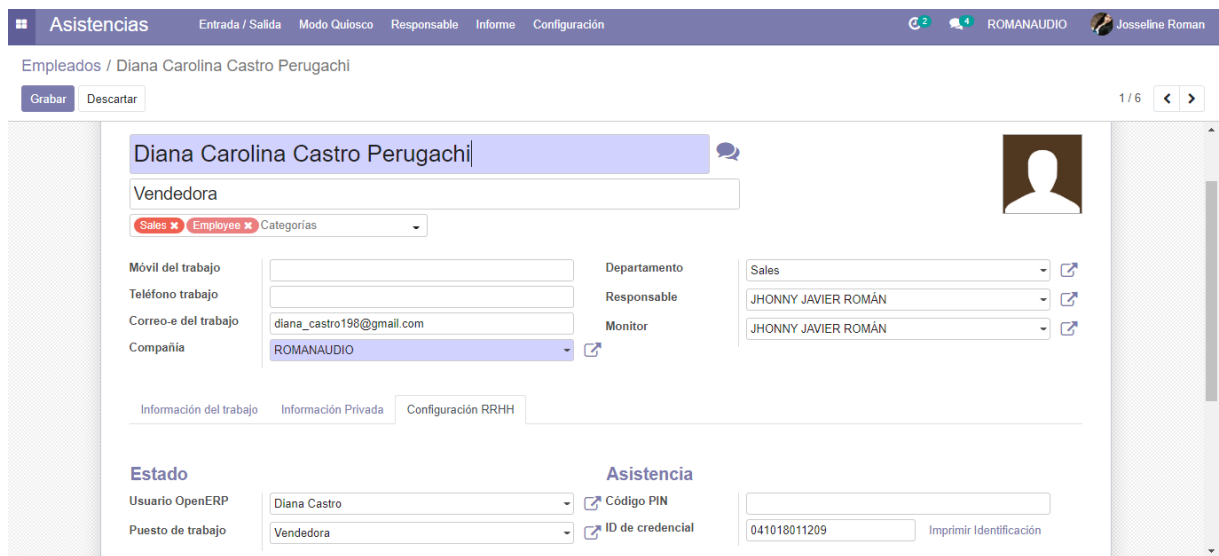 Asistencias Entrada / Salida Modo Quiosco Responsable Informe Configuración 2 4 ROMANAUDIO Josseline Roman
Empleados / Diana Carolina Castro Perugachi
Grabar Descartar 1 / 6
Diana Carolina Castro Perugachi
Vendedora
Sales Employee Categorías
Móvil del trabajo
Teléfono trabajo
Correo-e del trabajo diana_castro198@gmail.com
Compañía ROMANAUDIO
Departamento Sales
Responsable JHONNY JAVIER ROMÁN
Monitor JHONNY JAVIER ROMÁN
Información del trabajo Información Privada Configuración RRHH
Estado
Usuario OpenERP Diana Castro
Puesto de trabajo Vendedora
Asistencia
Código PIN
ID de credencial 041018011209 Imprimir Identificación